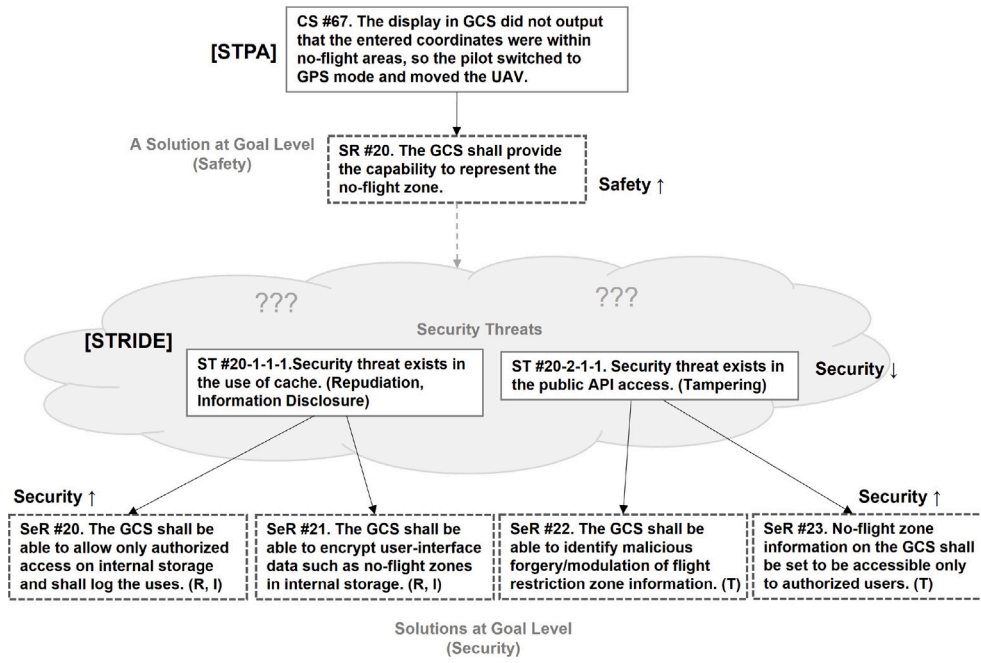 CS #67. The display in GCS did not output
that the entered coordinates were within
no-flight areas, so the pilot switched to
GPS mode and moved the UAV.
[STPA]
A Solution at Goal Level
(Safety)
SR #20. The GCS shall provide
the capability to represent the
no-flight zone.
Safety ↑
???
???
Security Threats
[STRIDE]
ST #20-1-1-1.Security threat exists in
the use of cache. (Repudiation,
Information Disclosure)
ST #20-2-1-1. Security threat exists in
the public API access. (Tampering)
Security ↓
Security ↑
Security ↑
SeR #20. The GCS shall be
able to allow only authorized
access on internal storage
and shall log the uses. (R, I)
SeR #21. The GCS shall be
able to encrypt user-interface
data such as no-flight zones
in internal storage. (R, I)
SeR #22. The GCS shall be
able to identify malicious
forgery/modulation of flight
restriction zone information. (T)
SeR #23. No-flight zone
information on the GCS shall
be set to be accessible only
to authorized users. (T)
Solutions at Goal Level
(Security)